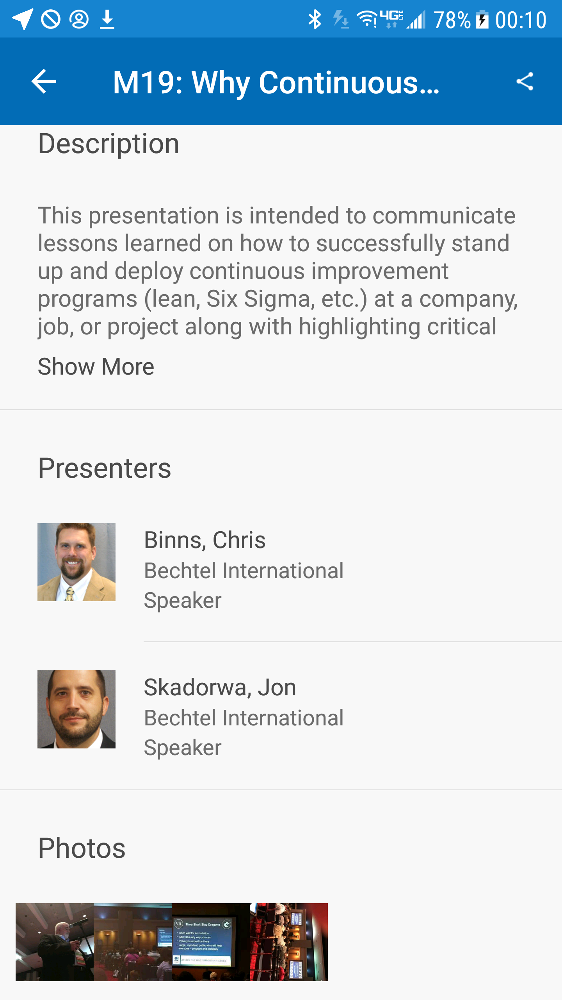 78% 00:10
M19: Why Continuous...
Description
This presentation is intended to communicate
lessons learned on how to successfully stand
up and deploy continuous improvement
programs (lean, Six Sigma, etc.) at a company,
job, or project along with highlighting critical
Show More
Presenters
Binns, Chris
Bechtel International
Speaker
Skadorwa, Jon
Bechtel International
Speaker
Photos
VII Thou Shalt Slay Dragons
• Don't wait for an invitation
• Add value any way you can
• Prove you should be there
• Large, important, public wins will help
everyone – program and company
ATTACK THE MOST IMPORTANT ISSUES